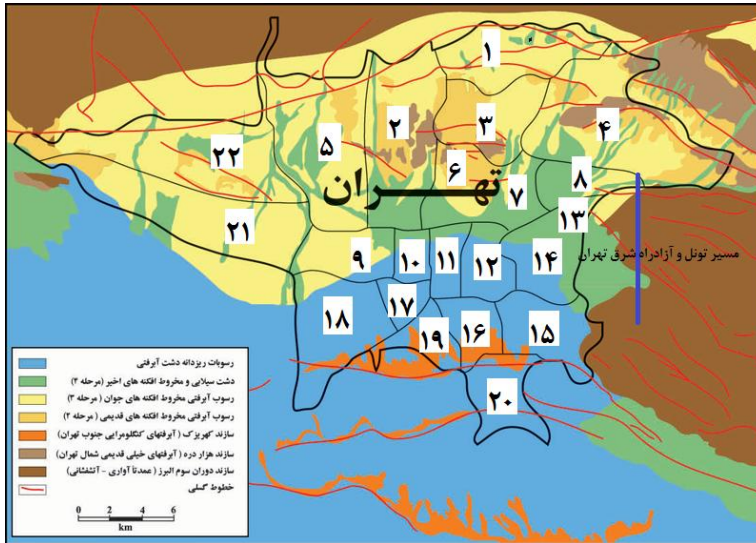 ۱
۲
۳
۴
۵
۲۲
۶
تهران
۷
۸
۱۳
۲۱
۹
۱۰
۱۱
۱۲
۱۴
مسیر تونل و آزادراه شرق تهران
۱۷
۱۸
۱۹
۱۶
۱۵
۲۰
رسوبات ریزدانه دشت آبرفتی
دشت سیلابی و مخروط افکنه های اخیر (مرحله ۴)
رسوب آبرفتی مخروط افکنه های جوان (مرحله ۳)
رسوب آبرفتی مخروط افکنه های قدیمی (مرحله ۲)
سازند کهریزک (آبرفتهای کنگلومرایی جنوب تهران)
سازند هزار دره (آبرفتهای خیلی قدیمی شمال تهران)
سازند دوران سوم البرز (عمدتاً آواری - آتشفشانی)
خطوط گسلی
0 2 4 6
km